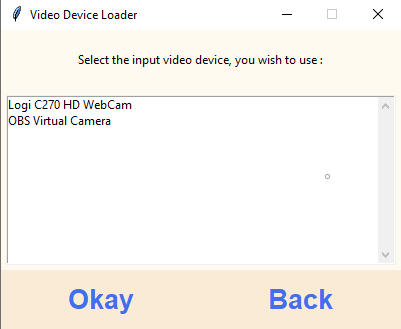 Video Device Loader
Select the input video device, you wish to use :
Logi C270 HD WebCam
OBS Virtual Camera
Okay
Back